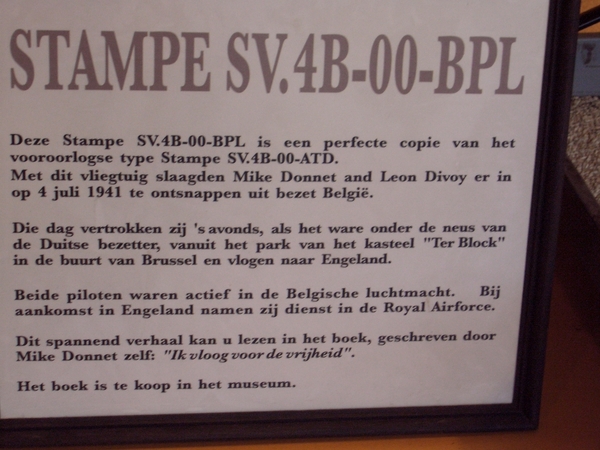 STAMPE SV.4B-00-BPL
Deze Stampe SV.4B-00-BPL is een perfecte copie van het
vooroorlogse type Stampe SV.4B-00-ATD.
Met dit vliegtuig slaagden Mike Donnet and Leon Divoy er in
op 4 juli 1941 te ontsnappen uit bezet België.
Die dag vertrokken zij 's avonds, als het ware onder de neus van
de Duitse bezetter, vanuit het park van het kasteel "Ter Block"
in de buurt van Brussel en vlogen naar Engeland.
Beide piloten waren actief in de Belgische luchtmacht. Bij
aankomst in Engeland namen zij dienst in de Royal Airforce.
Dit spannend verhaal kan u lezen in het boek, geschreven door
Mike Donnet zelf: "Ik vloog voor de vrijheid".
Het boek is te koop in het museum.